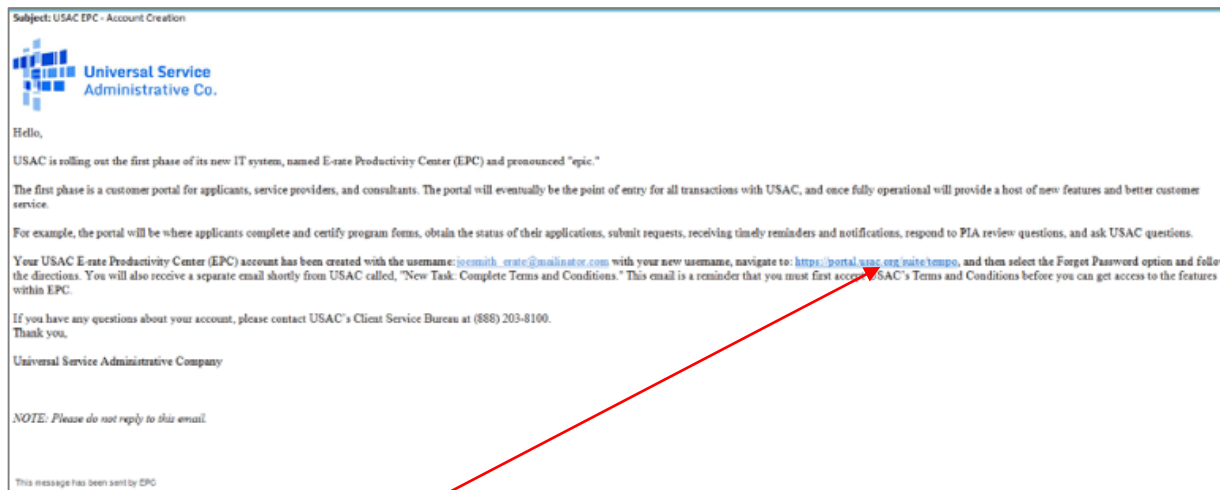 Subject: USAC EPC - Account Creation
Universal Service
Administrative Co.
Hello,
USAC is rolling out the first phase of its new IT system, named E-rate Productivity Center (EPC) and pronounced "epic."
The first phase is a customer portal for applicants, service providers, and consultants. The portal will eventually be the point of entry for all transactions with USAC, and once fully operational will provide a host of new features and better customer
service.
For example, the portal will be where applicants complete and certify program forms, obtain the status of their applications, submit requests, receiving timely reminders and notifications, respond to PIA review questions, and ask USAC questions.
Your USAC E-rate Productivity Center (EPC) account has been created with the username: joesmith_erate@mailinator.com with your new username, navigate to: https://portal.usac.org/suite/tempo, and then select the Forgot Password option and follo
the directions. You will also receive a separate email shortly from USAC called, "New Task: Complete Terms and Conditions." This email is a reminder that you must first accept USAC's Terms and Conditions before you can get access to the features
within EPC.
If you have any questions about your account, please contact USAC's Client Service Bureau at (888) 203-8100.
Thank you,
Universal Service Administrative Company
NOTE: Please do not reply to this email.
This message has been sent by EPC